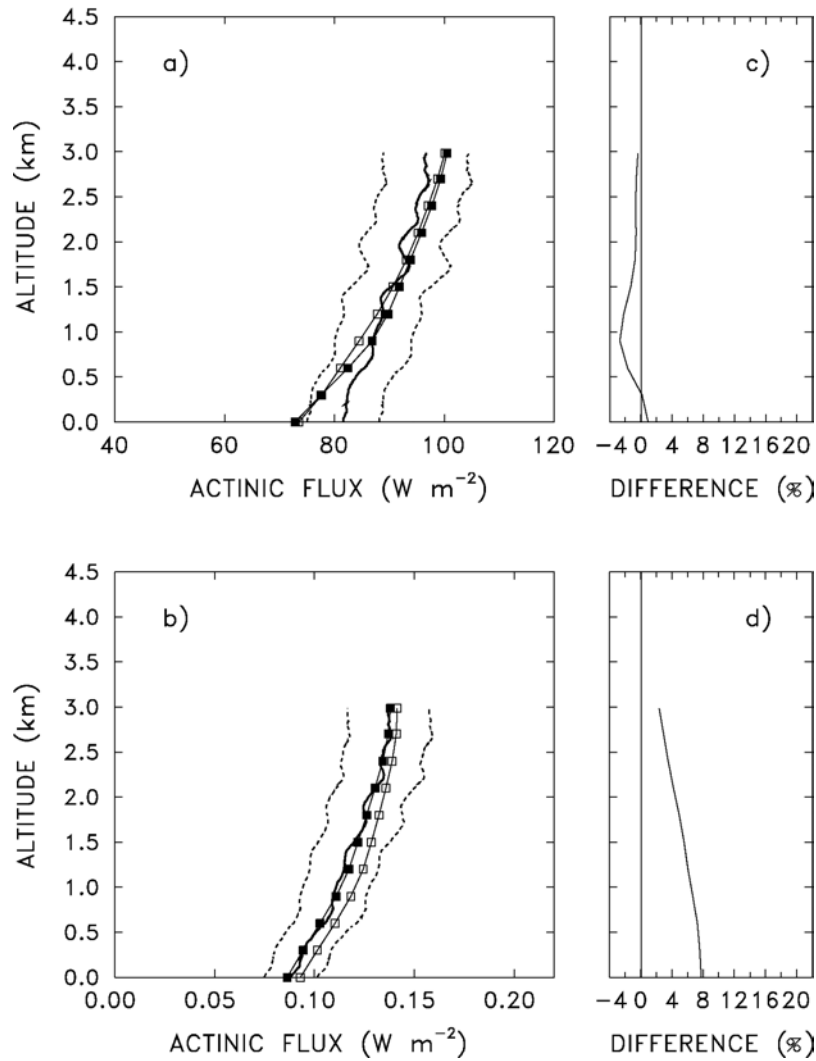 4.5
4.0
3.5
3.0
2.5
2.0
1.5
1.0
0.5
0.0
ALTITUDE (km)
a)
40 60 80 100 120
ACTINIC FLUX (W m⁻²)
c)
−4 0 4 8 12 16 20
DIFFERENCE (%)
4.5
4.0
3.5
3.0
2.5
2.0
1.5
1.0
0.5
0.0
ALTITUDE (km)
b)
0.00 0.05 0.10 0.15 0.20
ACTINIC FLUX (W m⁻²)
d)
−4 0 4 8 12 16 20
DIFFERENCE (%)